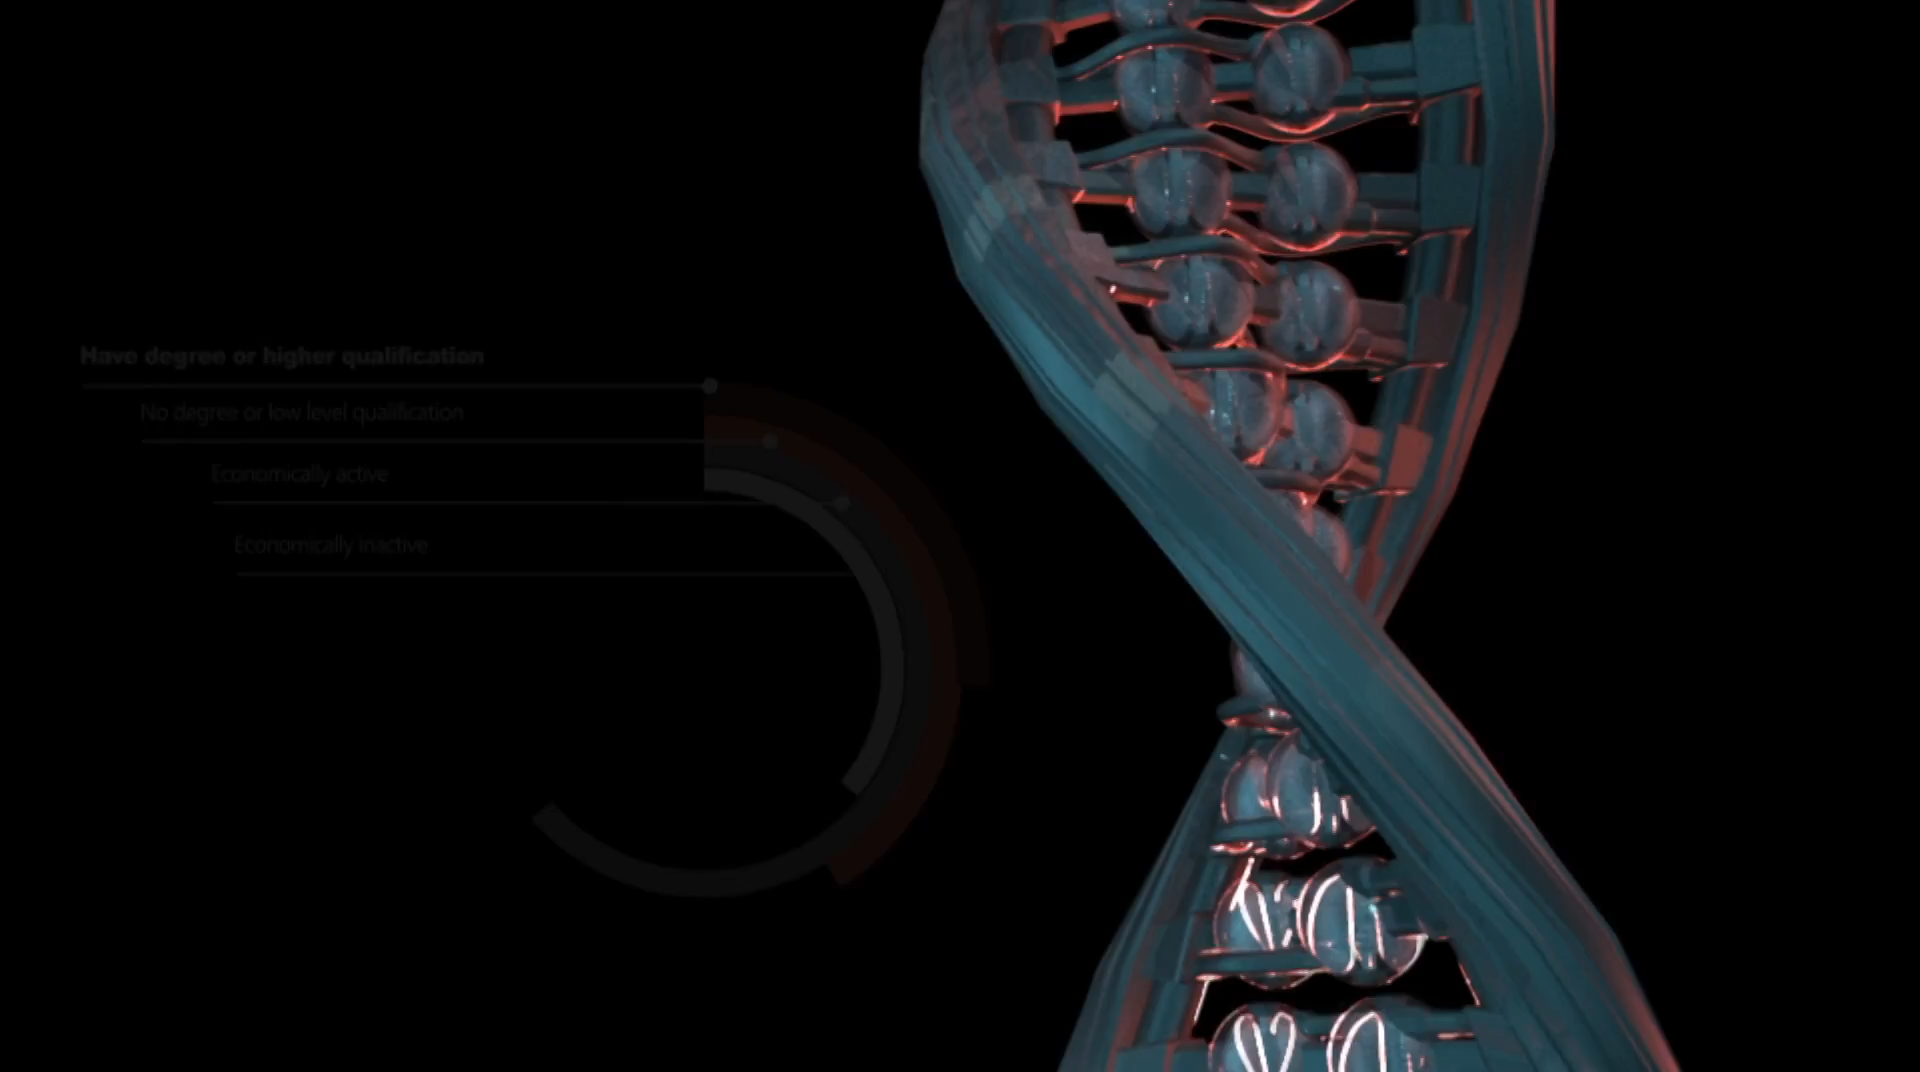 Have degree or higher qualification
No degree or low level qualification
Economically active
Economically inactive